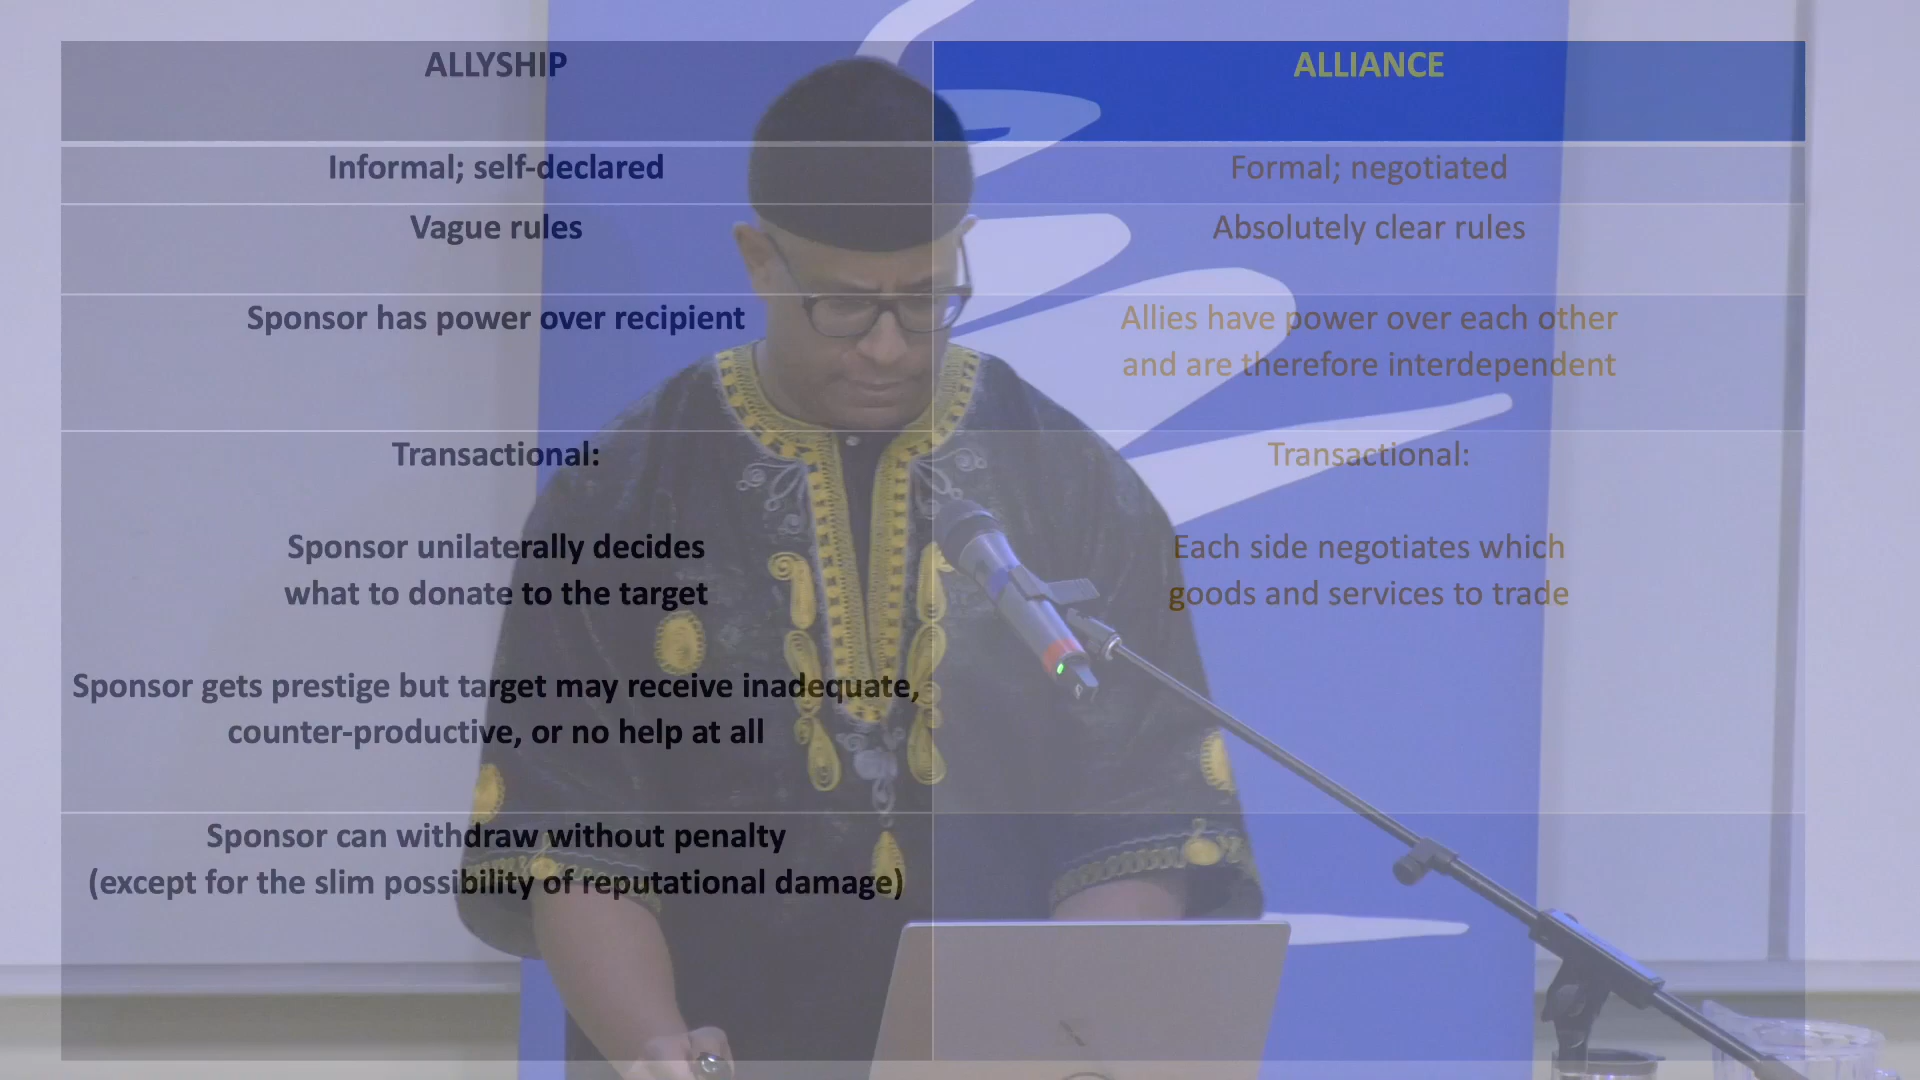 ALLYSHIP
ALLIANCE
Informal; self-declared
Formal; negotiated
Vague rules
Absolutely clear rules
Sponsor has power over recipient
Allies have power over each other
and are therefore interdependent
Transactional:
Transactional:
Sponsor unilaterally decides
what to donate to the target
Each side negotiates which
goods and services to trade
Sponsor gets prestige but target may receive inadequate,
counter-productive, or no help at all
Sponsor can withdraw without penalty
(except for the slim possibility of reputational damage)